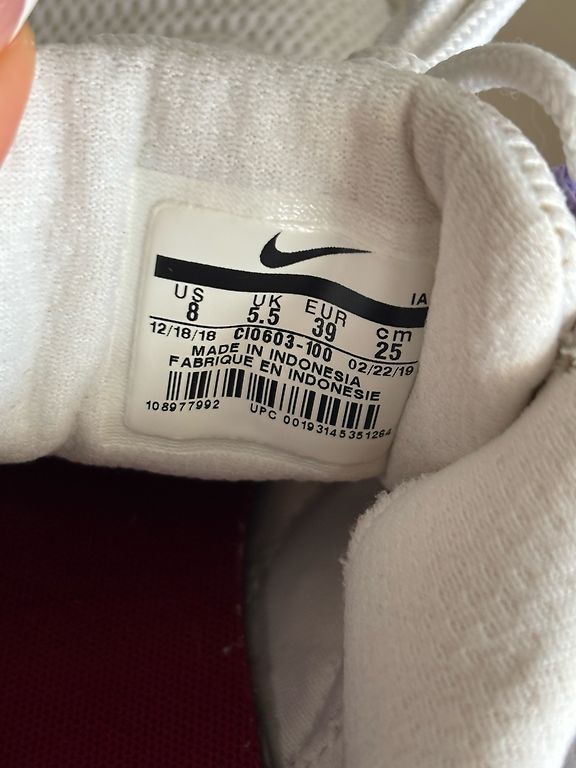 IA
US UK EUR cm
8 5.5 39 25
12/18/18 CI0603-100 02/22/19
MADE IN INDONESIA
FABRIQUE EN INDONESIE
108977992 UPC 00193145351264